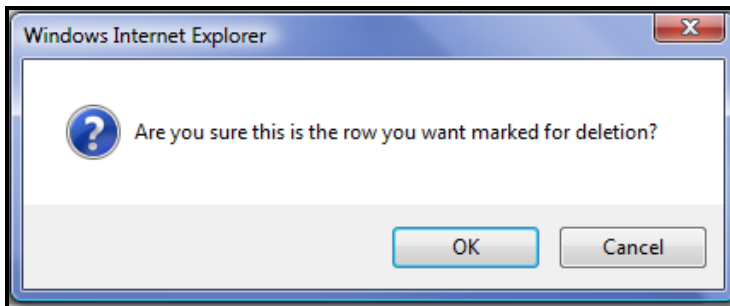 Windows Internet Explorer
Are you sure this is the row you want marked for deletion?
OK
Cancel